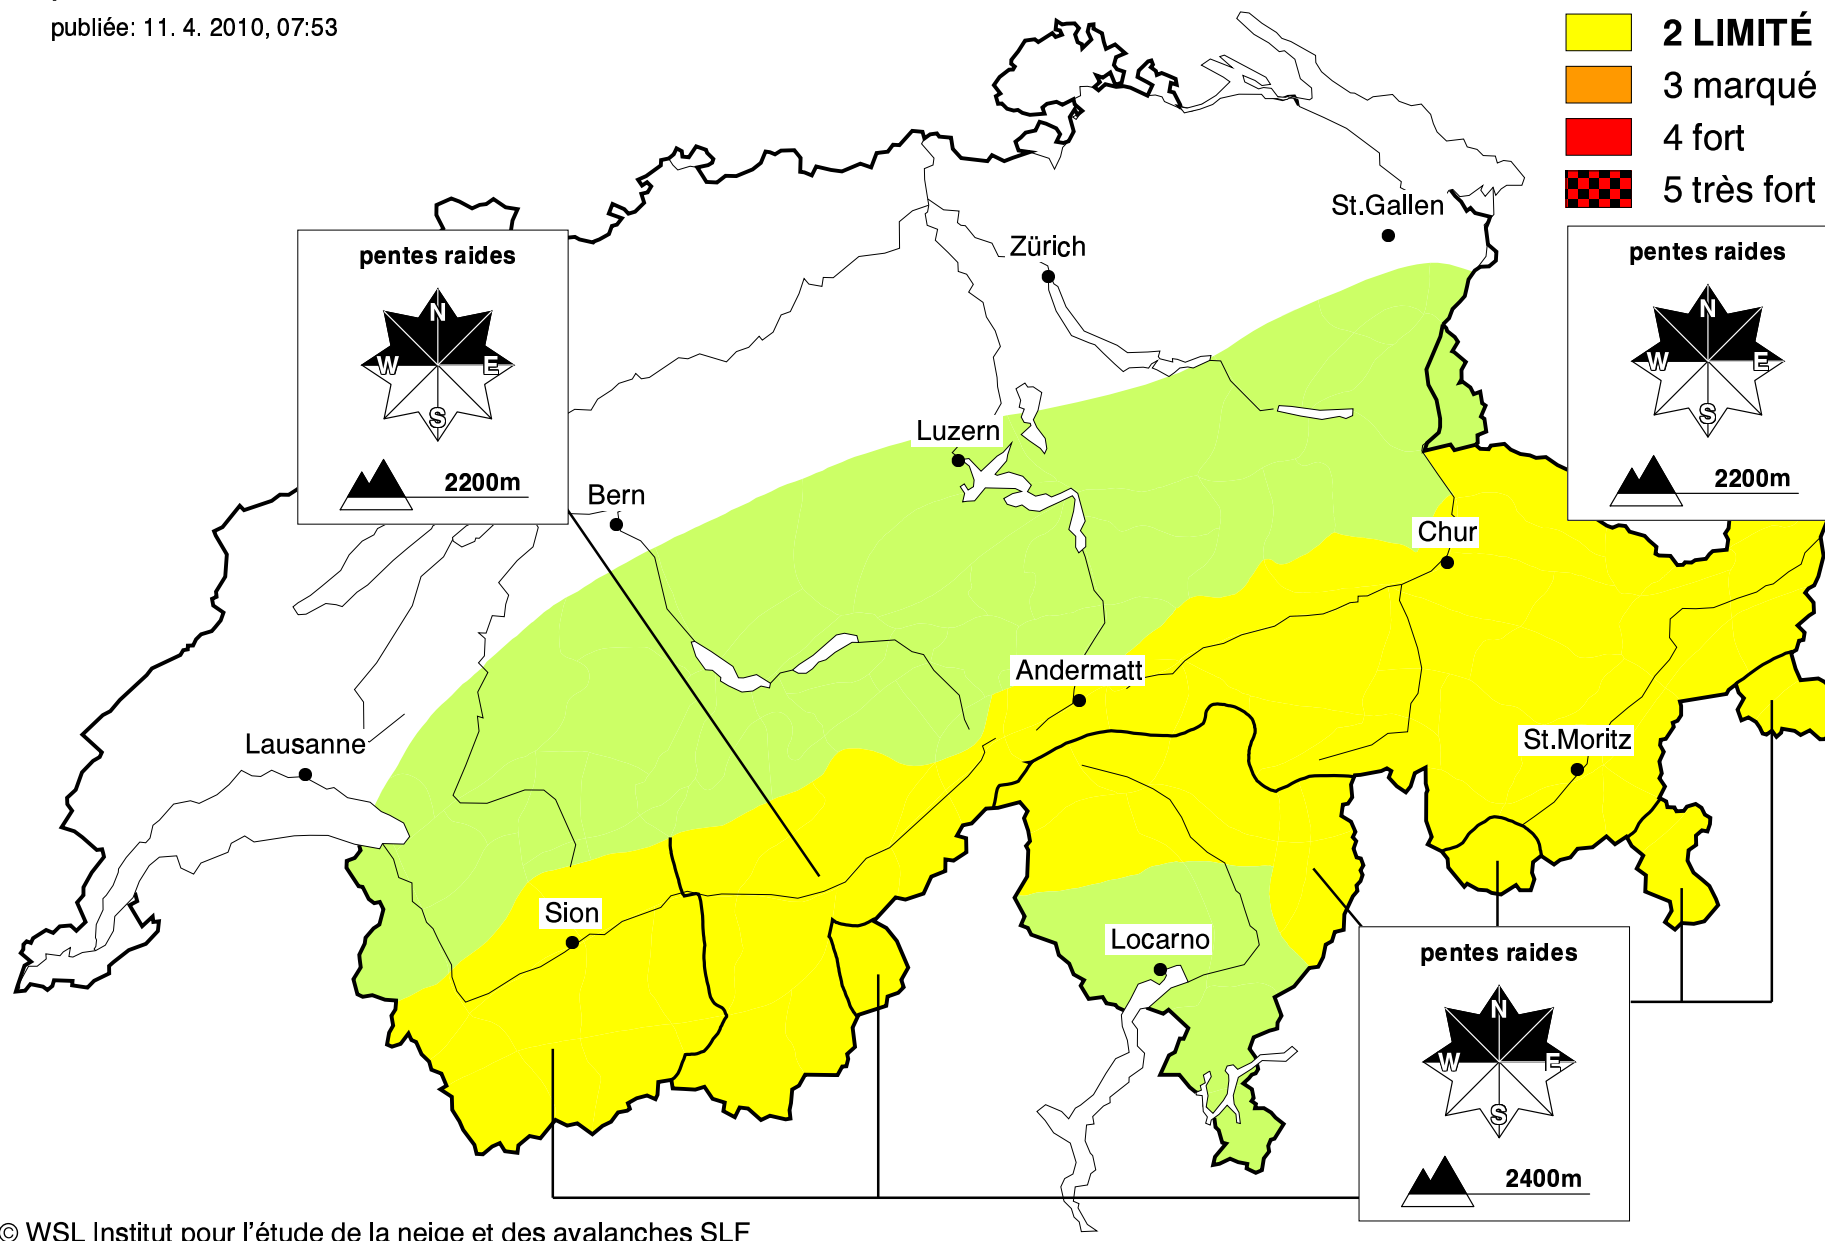 publiée: 11. 4. 2010, 07:53
2 LIMITÉ
3 marqué
4 fort
5 très fort
St.Gallen
Zürich
pentes raides
N
W E
S
2200m
pentes raides
N
W E
S
2200m
Luzern
Bern
Chur
Andermatt
Lausanne
St.Moritz
Sion
Locarno
pentes raides
N
W E
S
2400m
© WSL Institut pour l'étude de la neige et des avalanches SLF